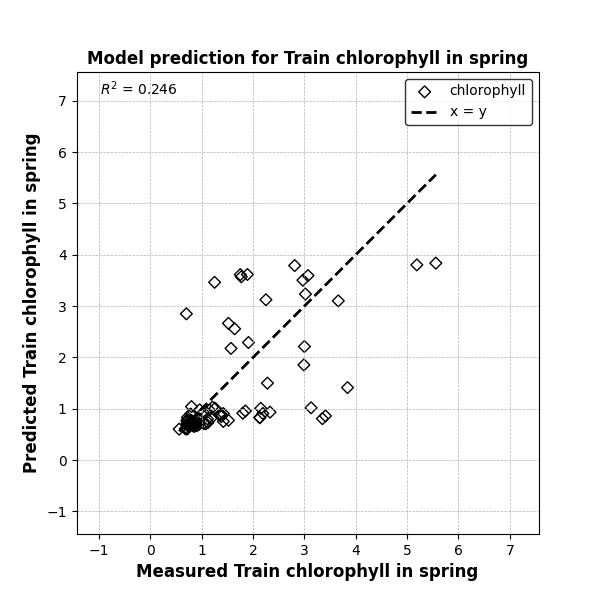 Model prediction for Train chlorophyll in spring
R² = 0.246
chlorophyll
x = y
Predicted Train chlorophyll in spring
7
6
5
4
3
2
1
0
−1
−1 0 1 2 3 4 5 6 7
Measured Train chlorophyll in spring